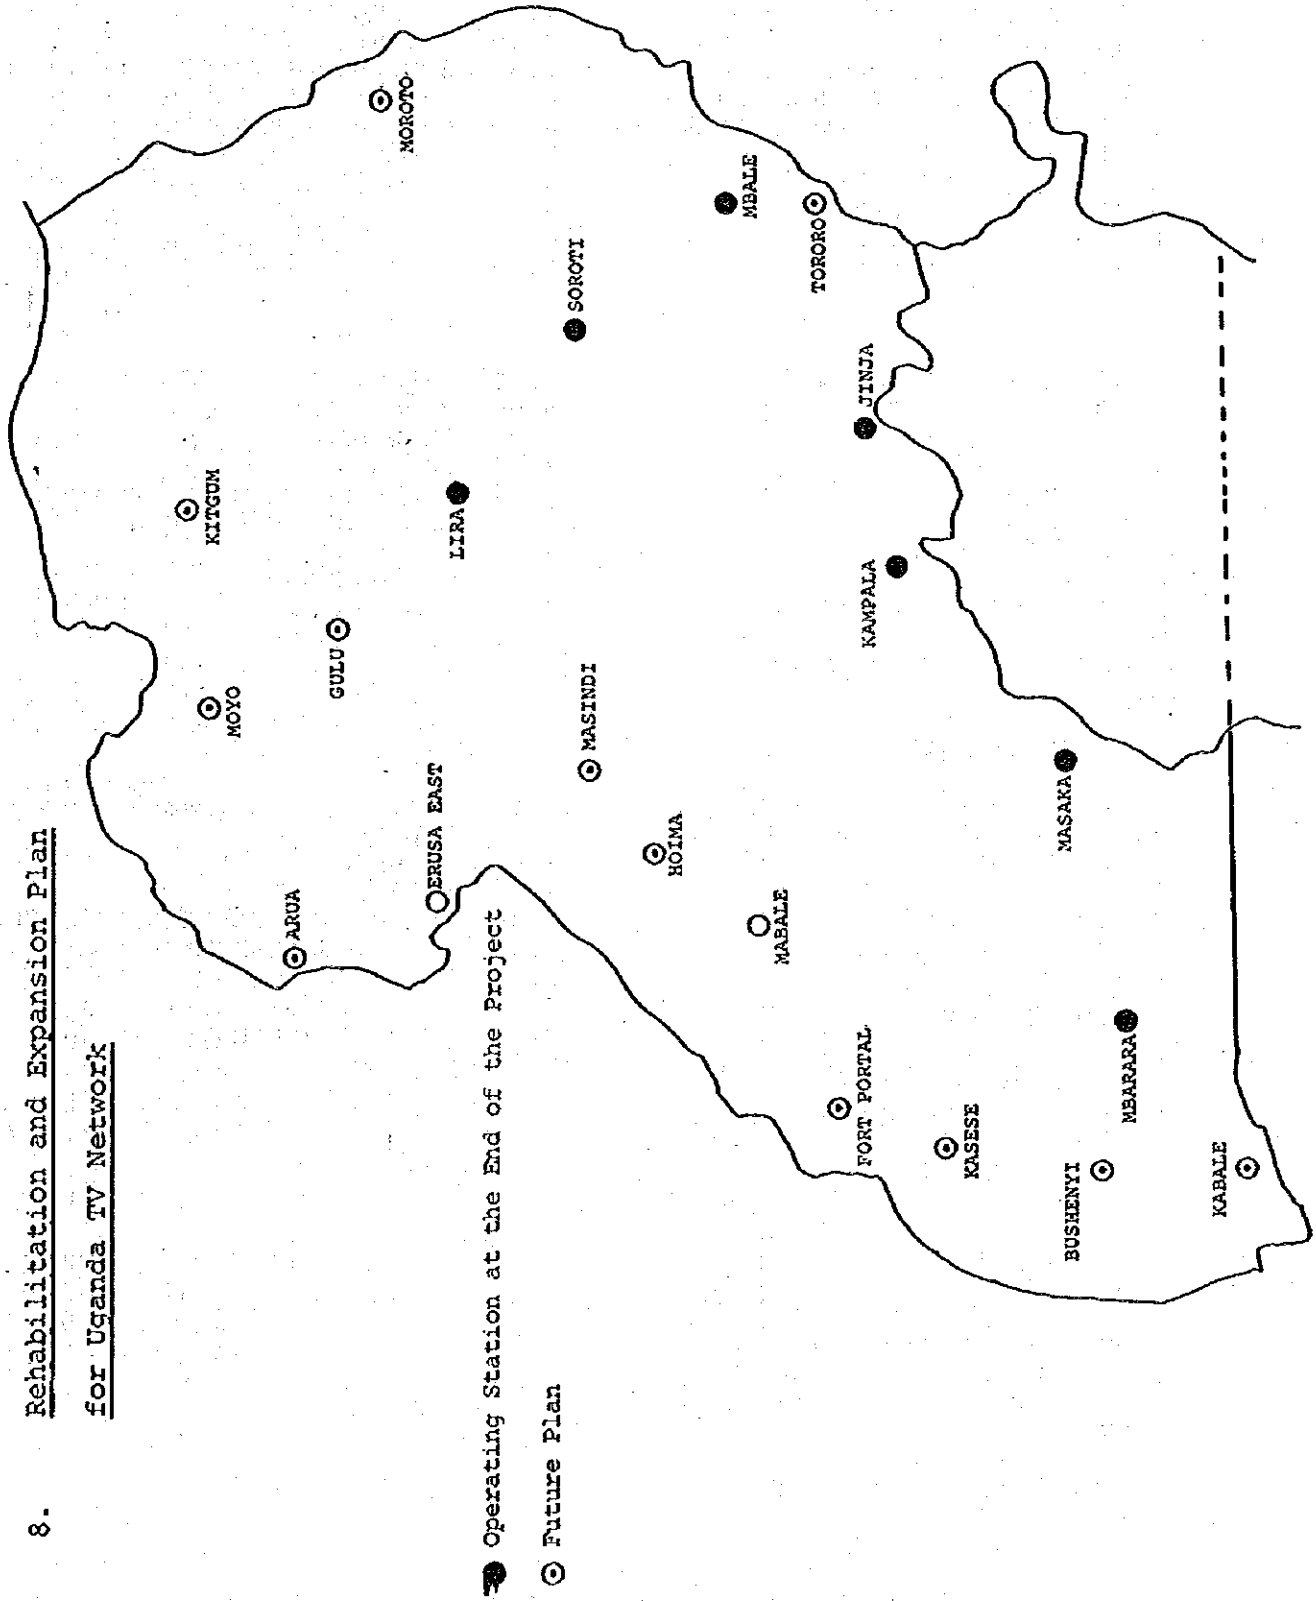 8. Rehabilitation and Expansion Plan
for Uganda TV Network
Operating Station at the End of the Project
Future Plan
MOROTO
KITGUM
MOYO
GULU
ARUA
ERUSA EAST
LIRA
SOROTI
MBALE
TORORO
MASINDI
HOIMA
MABALE
JINJA
KAMPALA
FORT PORTAL
KASESE
MASAKA
MBARARA
BUSHENYI
KABALE